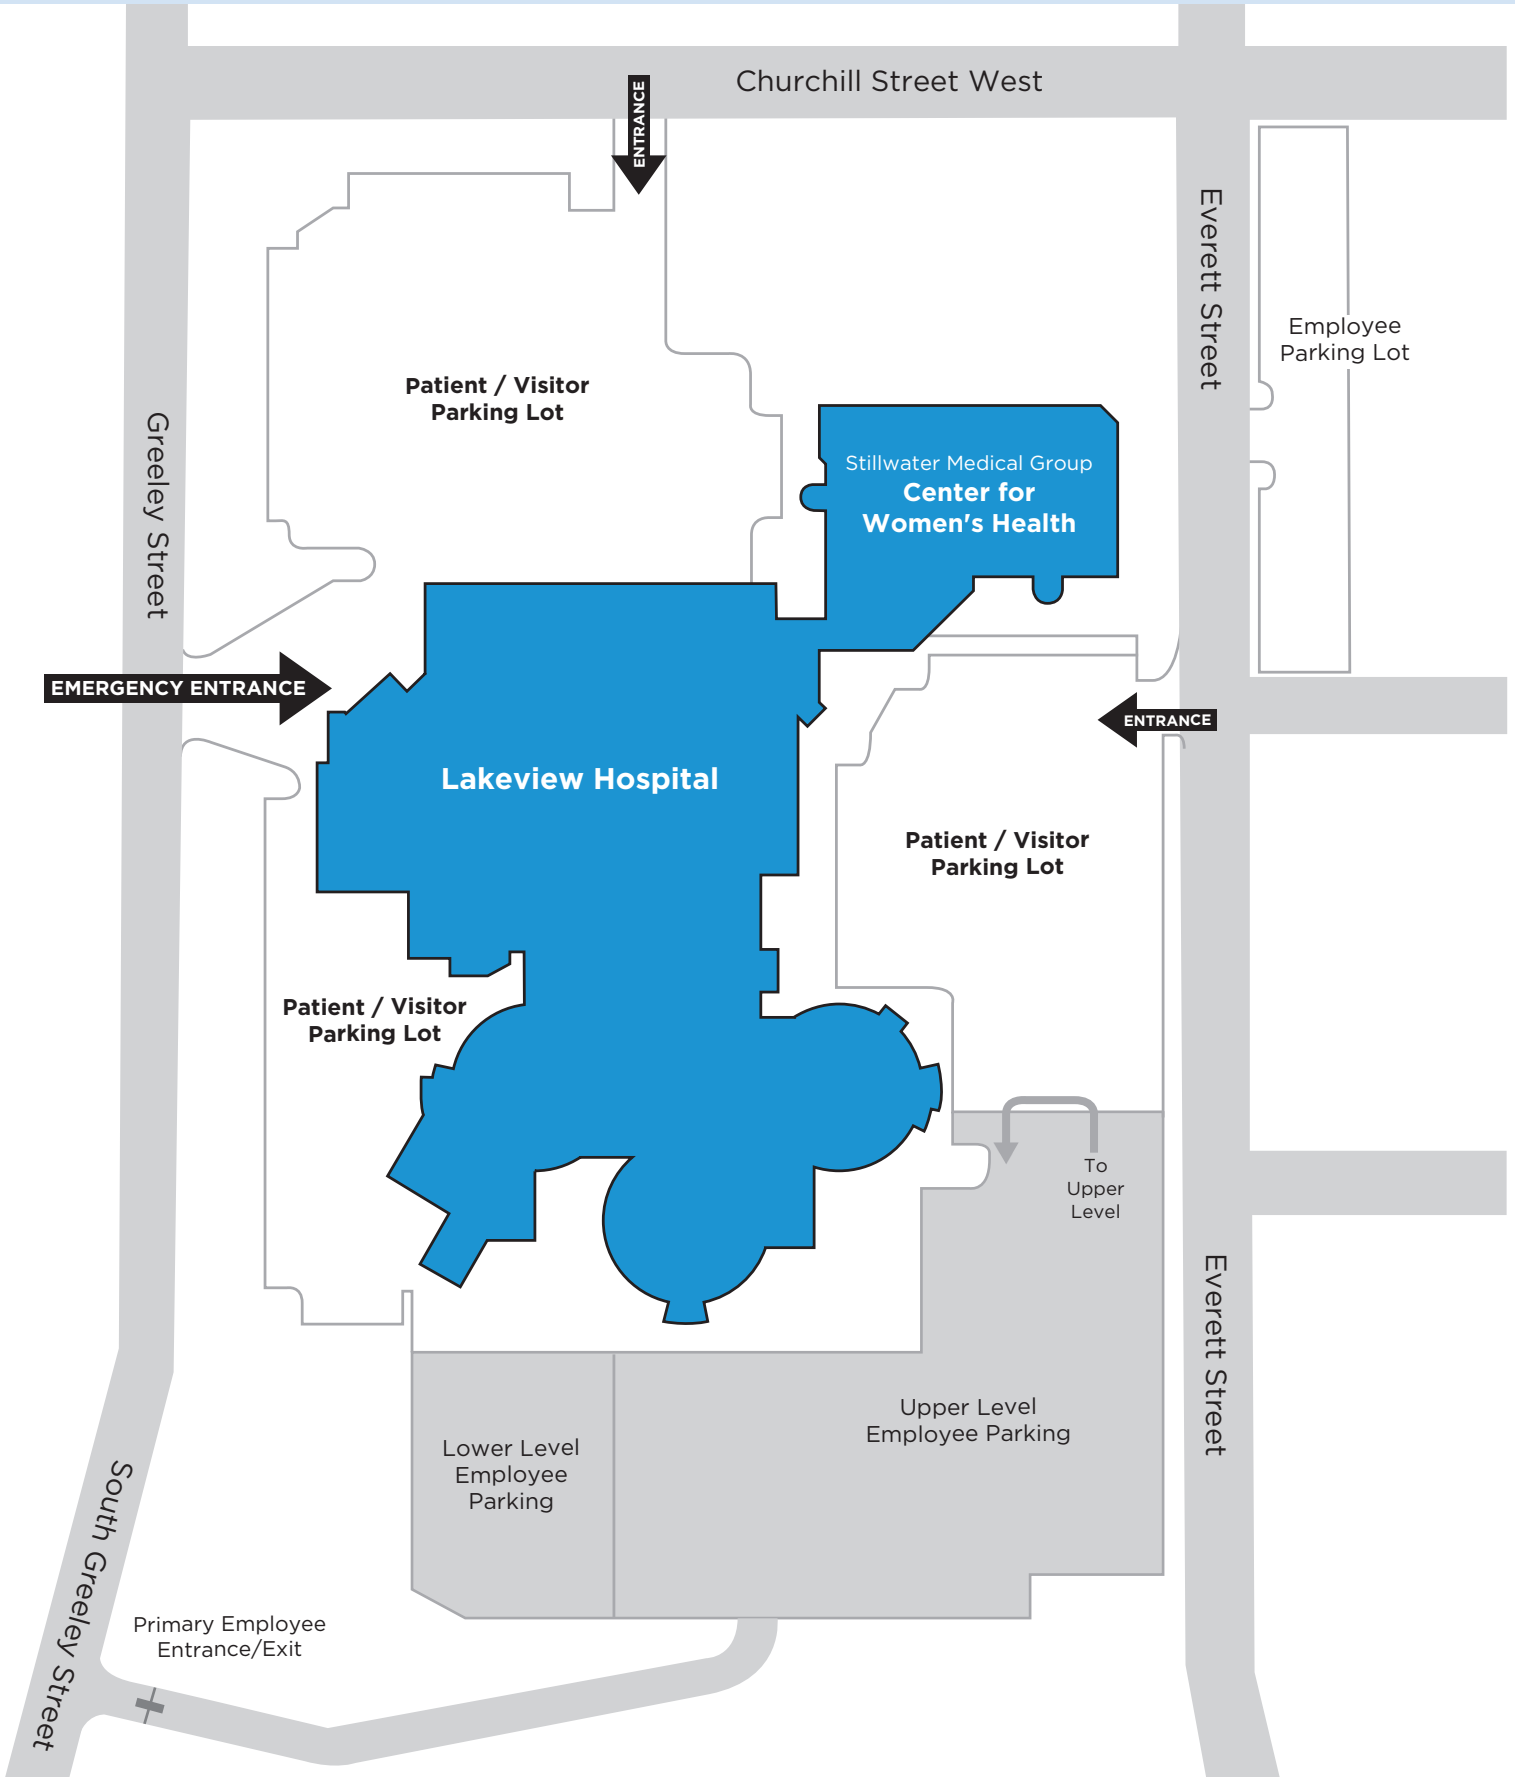 Churchill Street West
ENTRANCE
Everett Street
Employee
Parking Lot
Patient / Visitor
Parking Lot
Greeley Street
Stillwater Medical Group
Center for
Women's Health
EMERGENCY ENTRANCE
ENTRANCE
Lakeview Hospital
Patient / Visitor
Parking Lot
Patient / Visitor
Parking Lot
To
Upper
Level
Everett Street
Upper Level
Employee Parking
Lower Level
Employee
Parking
South Greeley Street
Primary Employee
Entrance/Exit